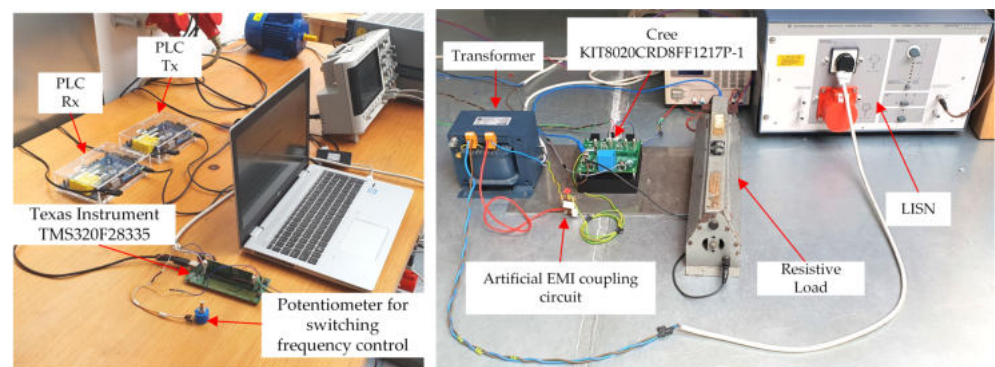 PLC
Tx
PLC
Rx
Texas Instrument
TMS320F28335
Potentiometer for
switching
frequency control
Transformer
Cree
KIT8020CRD8FF1217P-1
Artificial EMI coupling
circuit
Resistive
Load
LISN